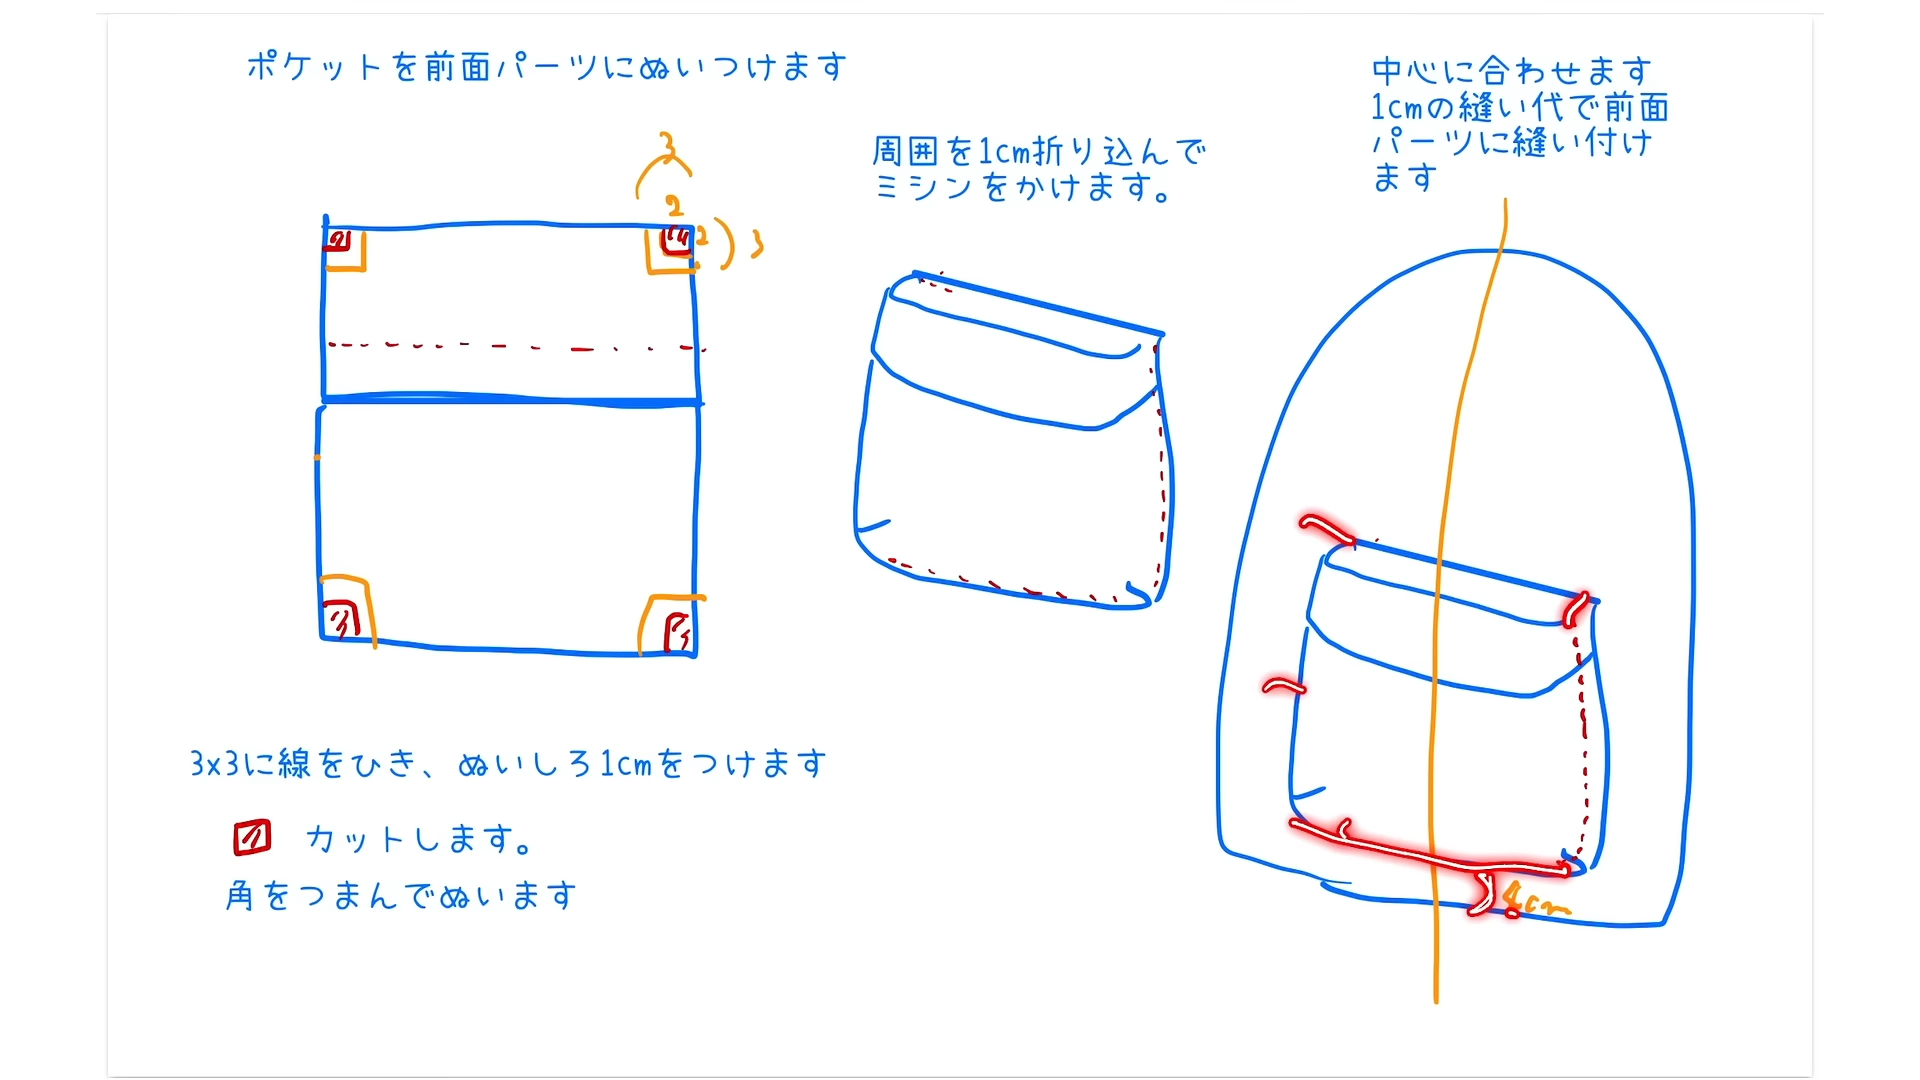 ポケットを前面パーツにぬいつけます
3
2
2
3
3x3に線をひき、ぬいしろ1cmをつけます
カットします。
角をつまんでぬいます
周囲を1cm折り込んで
ミシンをかけます。
中心に合わせます
1cmの縫い代で前面
パーツに縫い付け
ます
4cm